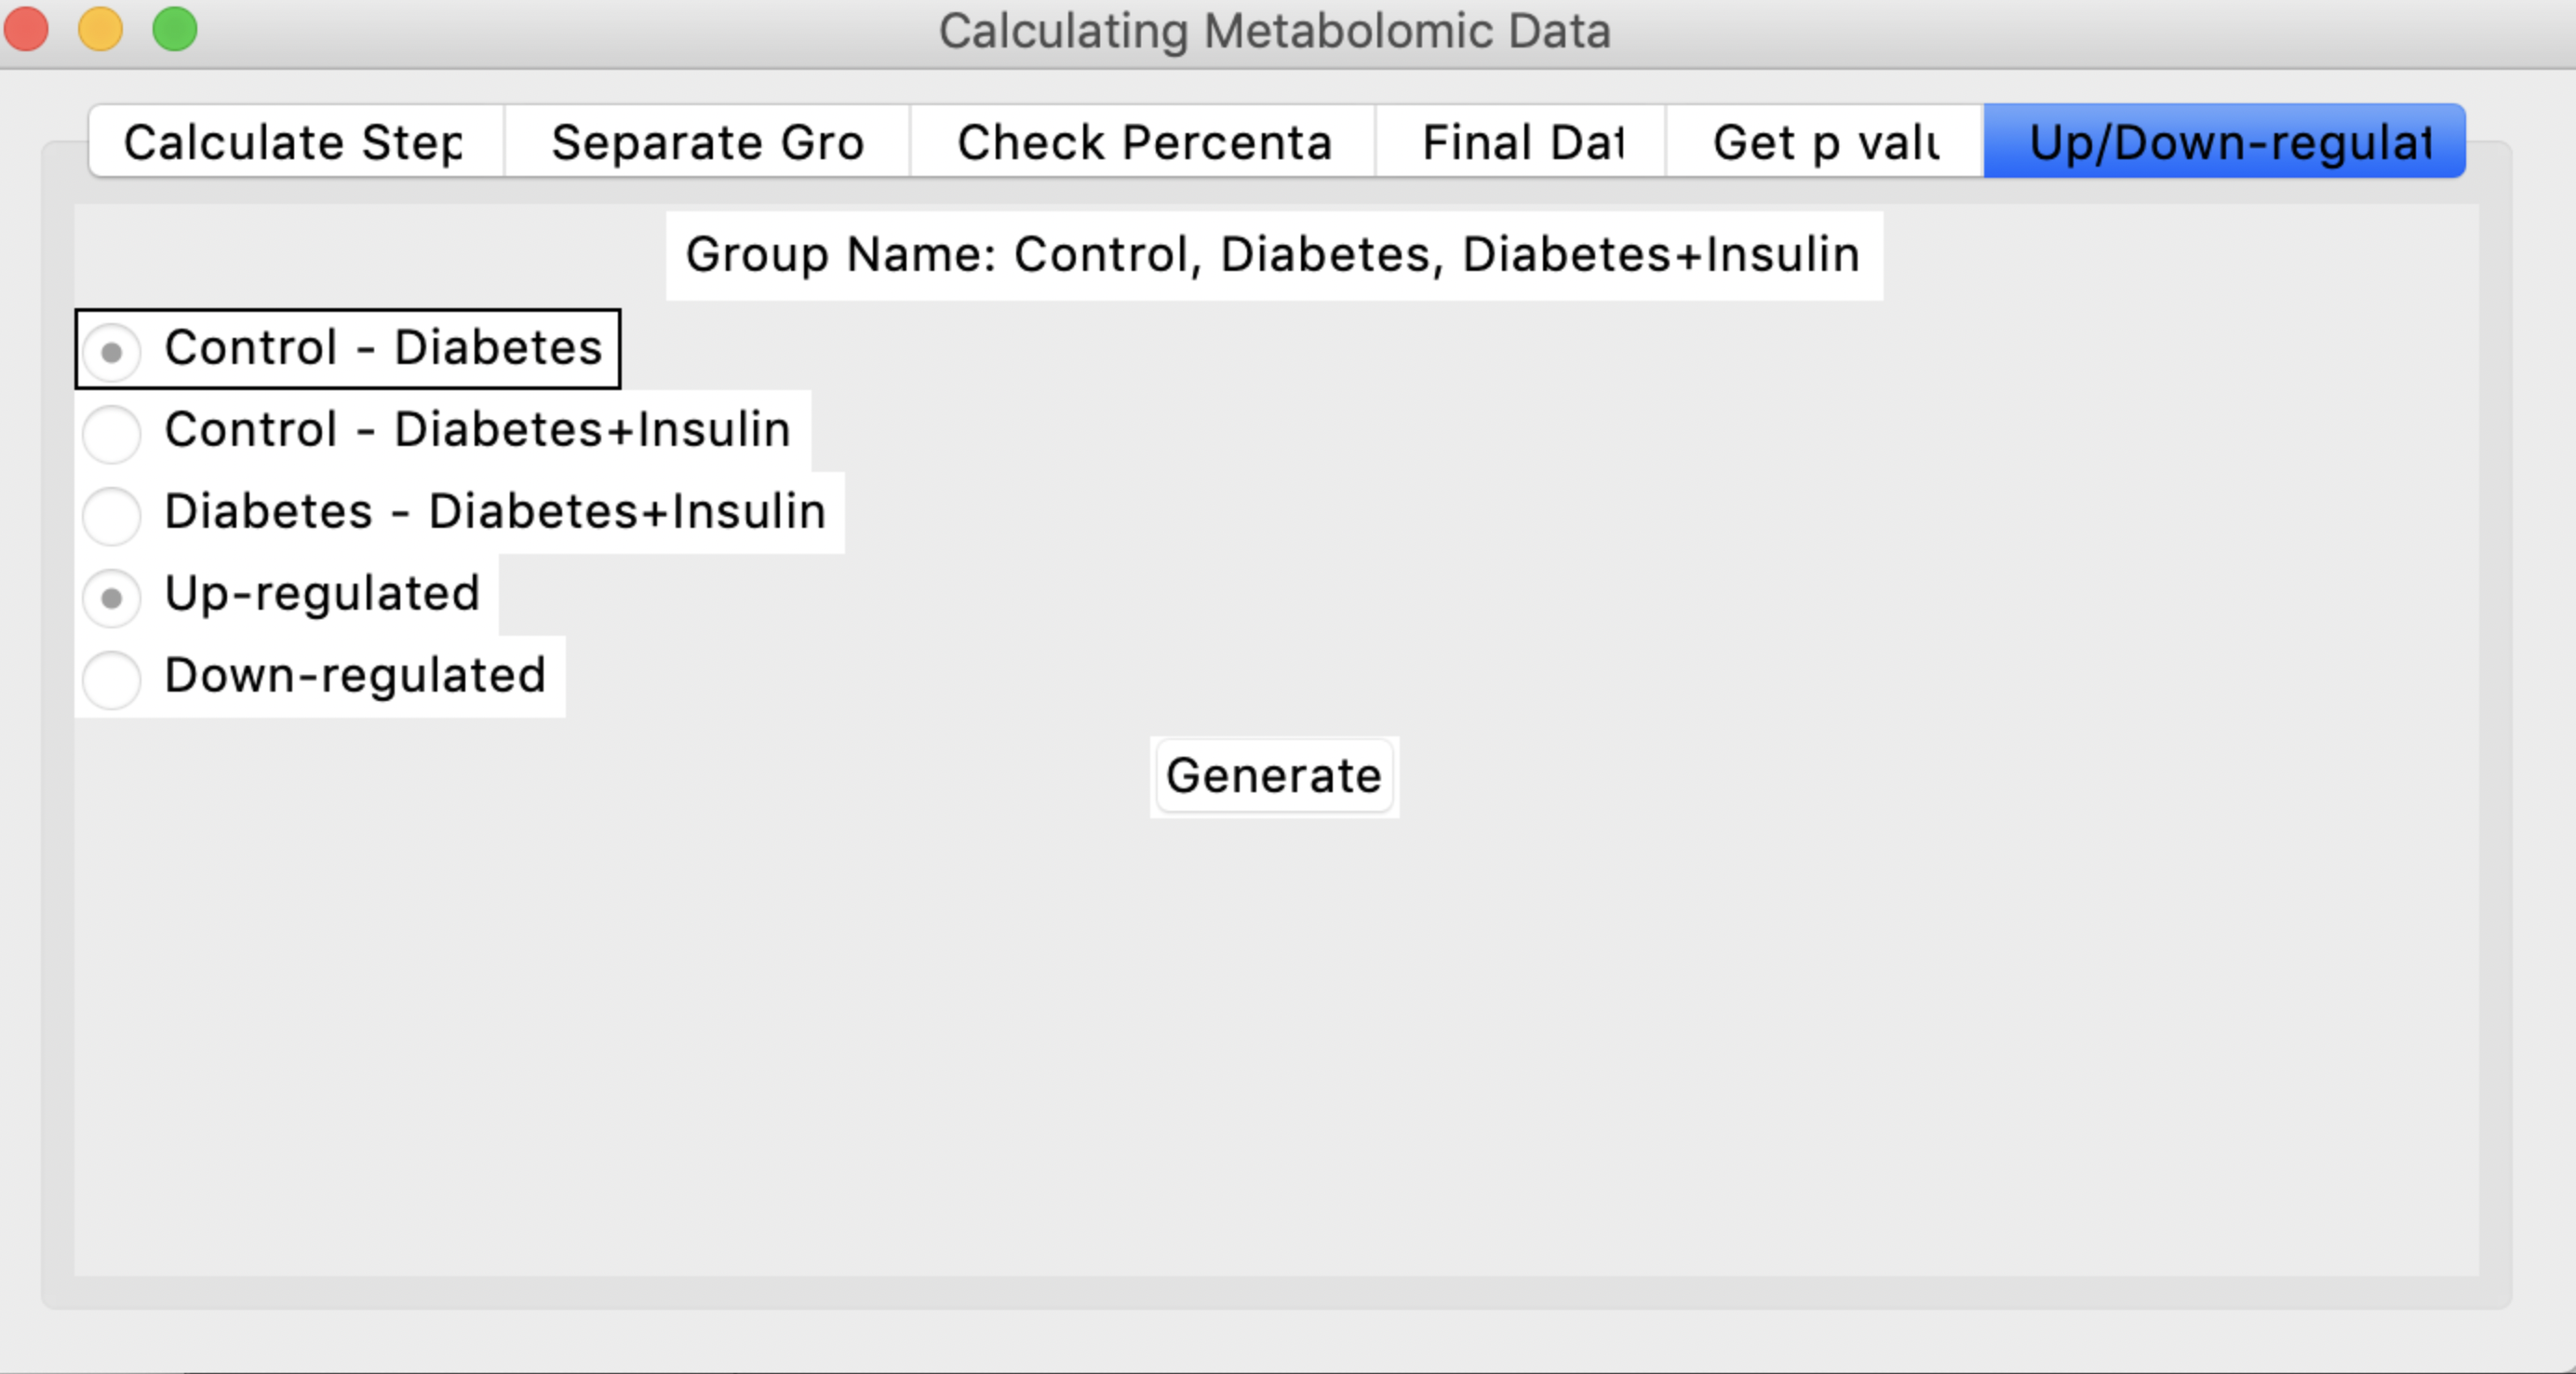 Calculating Metabolomic Data
Calculate Step Separate Gro Check Percenta Final Dat Get p valu Up/Down-regulat
Group Name: Control, Diabetes, Diabetes+Insulin
Control - Diabetes
Control - Diabetes+Insulin
Diabetes - Diabetes+Insulin
Up-regulated
Down-regulated
Generate